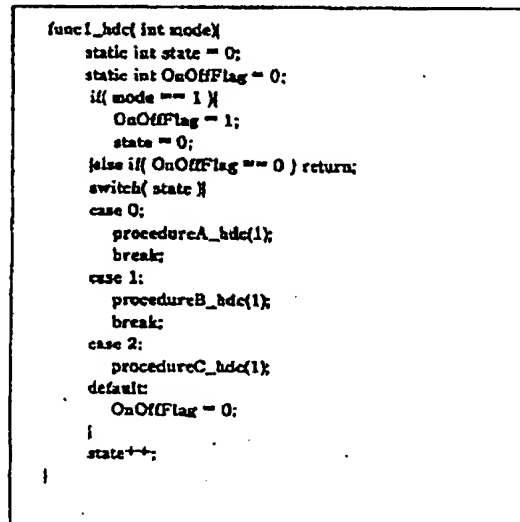 func1_hdc( int mode){
static int state = 0;
static int OnOffFlag = 0;
if( mode == 1 ){
OnOffFlag = 1;
state = 0;
}else if( OnOffFlag == 0 ) return;
switch( state ){
case 0:
procedureA_hdc(1);
break;
case 1:
procedureB_hdc(1);
break;
case 2:
procedureC_hdc(1);
default:
OnOffFlag = 0;
}
state++;
}